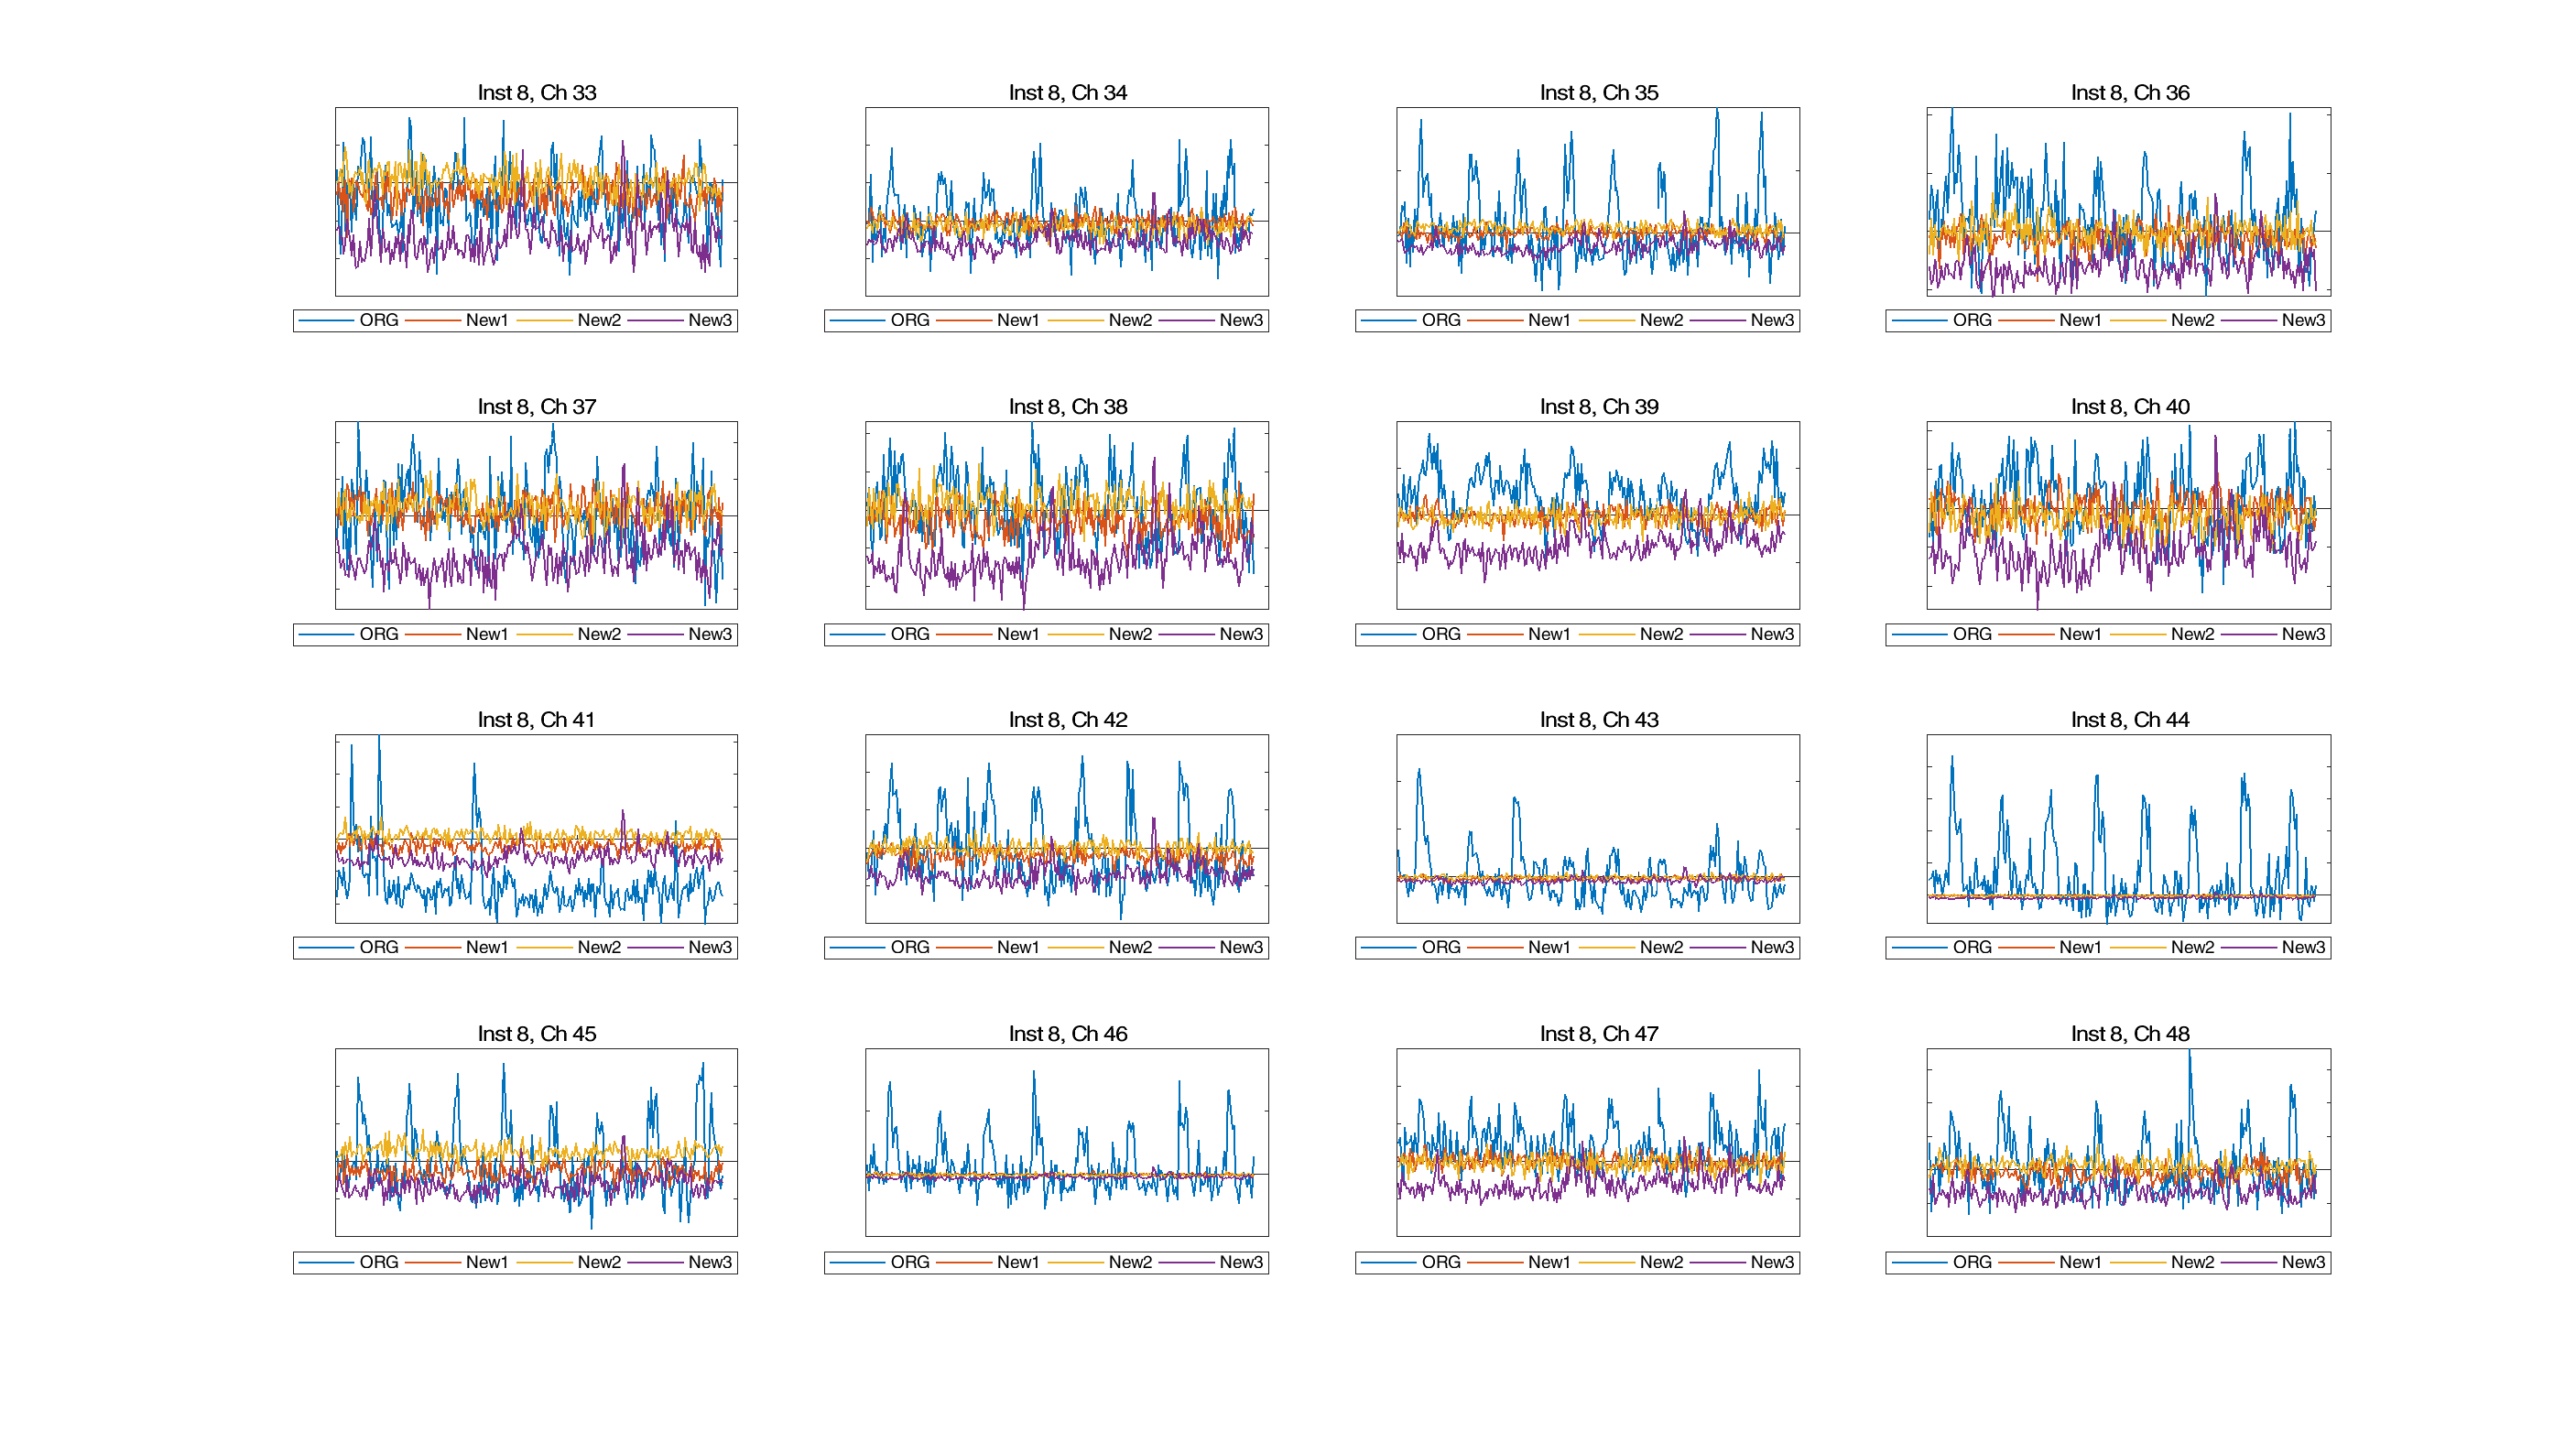 Inst 8, Ch 33
Inst 8, Ch 34
Inst 8, Ch 35
Inst 8, Ch 36
ORG New1 New2 New3
ORG New1 New2 New3
ORG New1 New2 New3
ORG New1 New2 New3
Inst 8, Ch 37
Inst 8, Ch 38
Inst 8, Ch 39
Inst 8, Ch 40
ORG New1 New2 New3
ORG New1 New2 New3
ORG New1 New2 New3
ORG New1 New2 New3
Inst 8, Ch 41
Inst 8, Ch 42
Inst 8, Ch 43
Inst 8, Ch 44
ORG New1 New2 New3
ORG New1 New2 New3
ORG New1 New2 New3
ORG New1 New2 New3
Inst 8, Ch 45
Inst 8, Ch 46
Inst 8, Ch 47
Inst 8, Ch 48
ORG New1 New2 New3
ORG New1 New2 New3
ORG New1 New2 New3
ORG New1 New2 New3